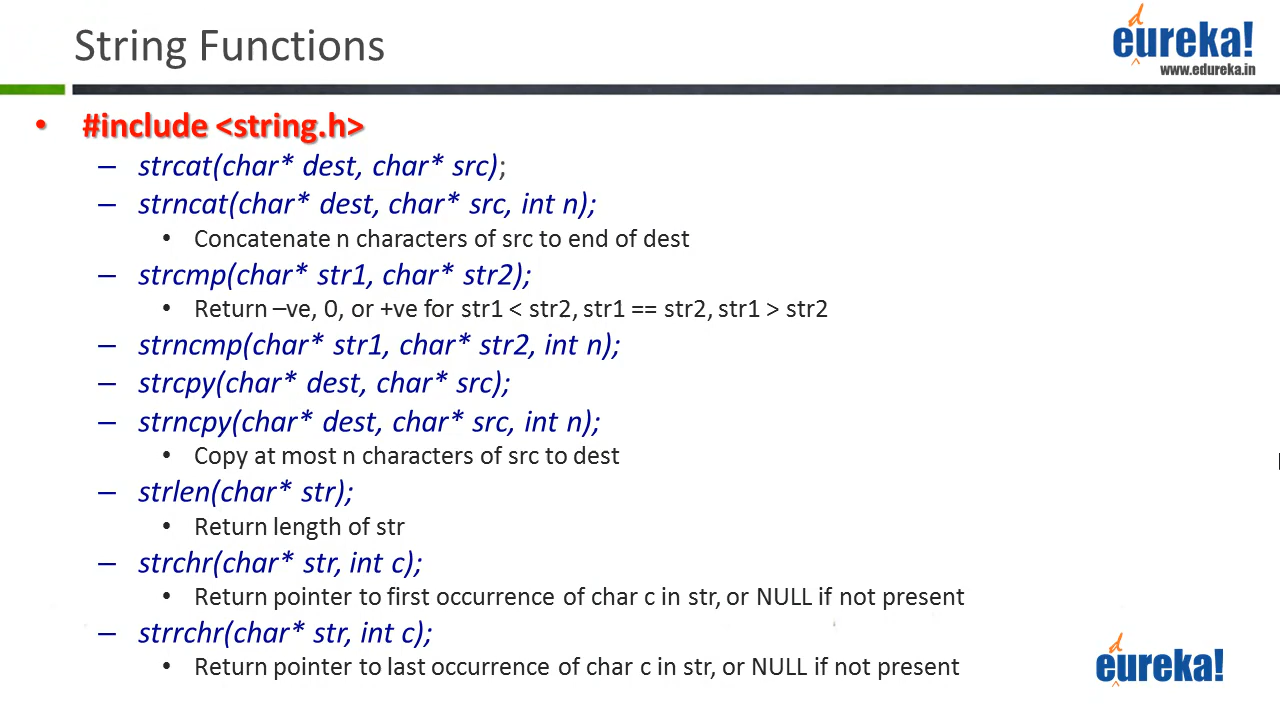 String Functions
edureka!
www.edureka.in
• #include <string.h>
– strcat(char* dest, char* src);
– strncat(char* dest, char* src, int n);
• Concatenate n characters of src to end of dest
– strcmp(char* str1, char* str2);
• Return –ve, 0, or +ve for str1 < str2, str1 == str2, str1 > str2
– strncmp(char* str1, char* str2, int n);
– strcpy(char* dest, char* src);
– strncpy(char* dest, char* src, int n);
• Copy at most n characters of src to dest
– strlen(char* str);
• Return length of str
– strchr(char* str, int c);
• Return pointer to first occurrence of char c in str, or NULL if not present
– strrchr(char* str, int c);
• Return pointer to last occurrence of char c in str, or NULL if not present
edureka!